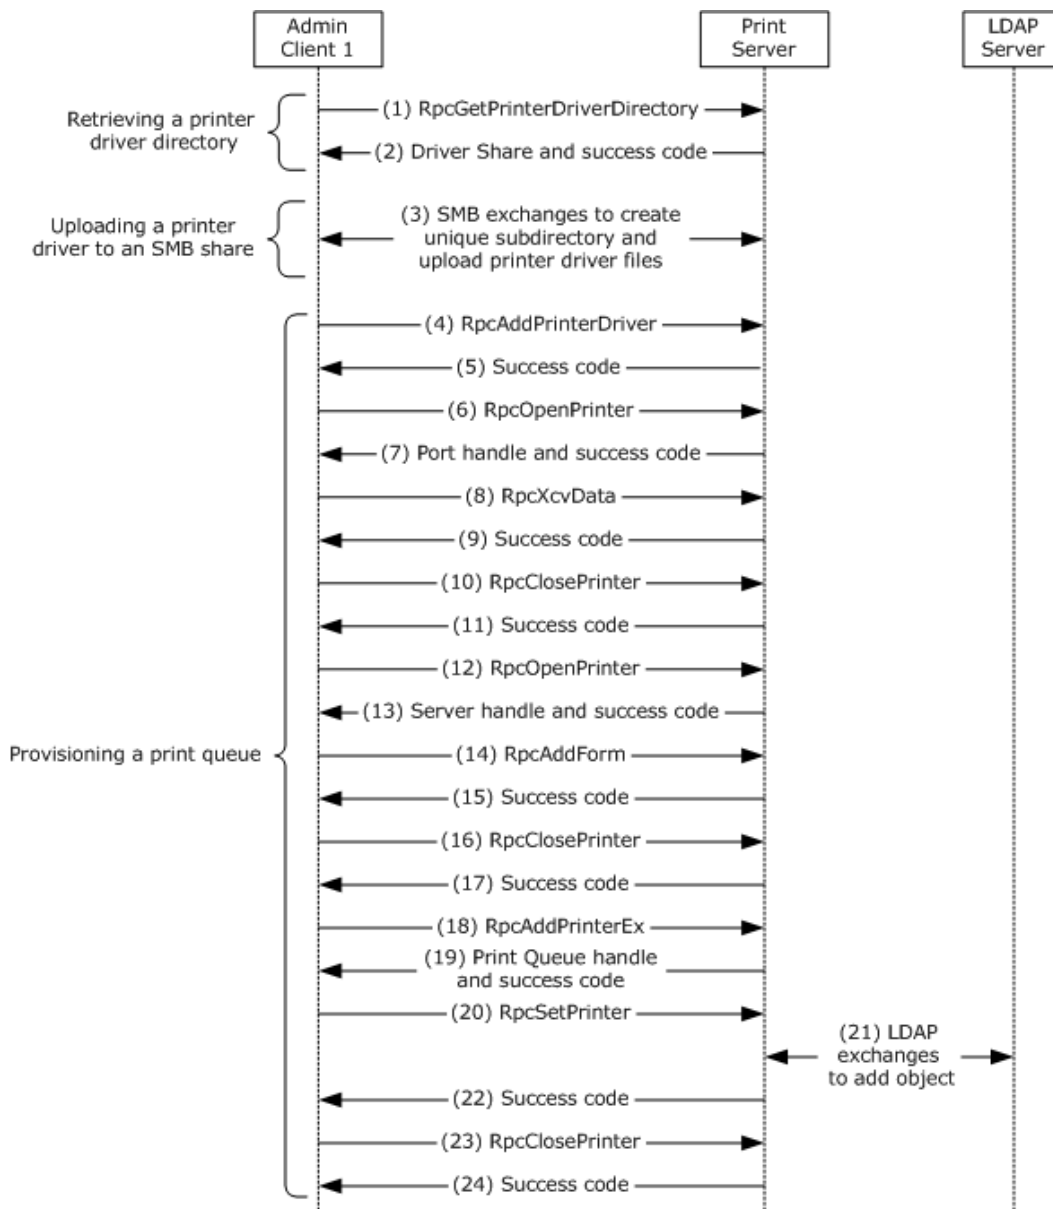 Admin
Client 1
Print
Server
LDAP
Server
Retrieving a printer
driver directory
(1) RpcGetPrinterDriverDirectory
(2) Driver Share and success code
Uploading a printer
driver to an SMB share
(3) SMB exchanges to create
unique subdirectory and
upload printer driver files
Provisioning a print queue
(4) RpcAddPrinterDriver
(5) Success code
(6) RpcOpenPrinter
(7) Port handle and success code
(8) RpcXcvData
(9) Success code
(10) RpcClosePrinter
(11) Success code
(12) RpcOpenPrinter
(13) Server handle and success code
(14) RpcAddForm
(15) Success code
(16) RpcClosePrinter
(17) Success code
(18) RpcAddPrinterEx
(19) Print Queue handle
and success code
(20) RpcSetPrinter
(21) LDAP
exchanges
to add object
(22) Success code
(23) RpcClosePrinter
(24) Success code